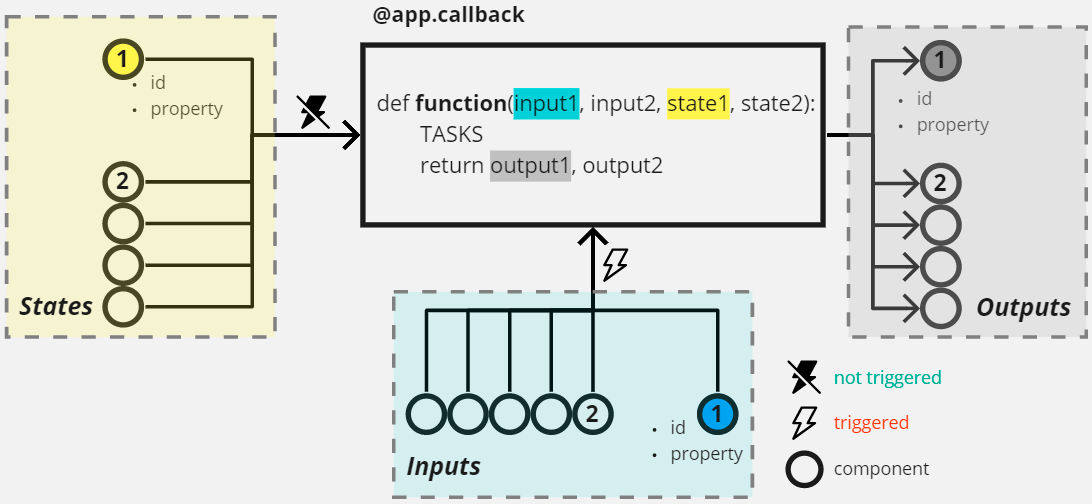 @app.callback
1
• id
• property
2
States
def function(input1, input2, state1, state2):
TASKS
return output1, output2
1
• id
• property
2
Outputs
2
1
• id
• property
Inputs
not triggered
triggered
component